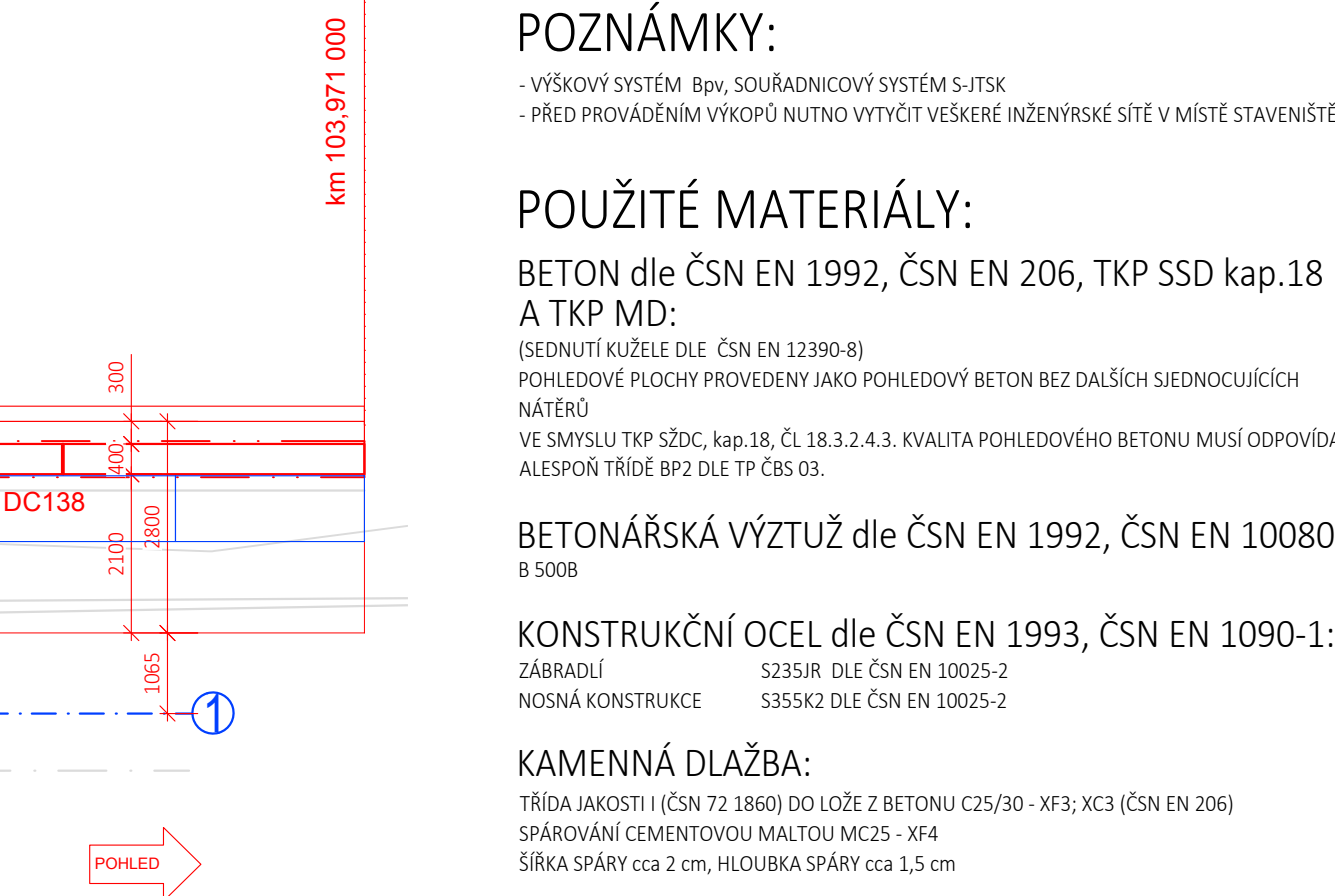 km 103,971 000
300
400
DC138
2100
2800
1065
1
POHLED
POZNÁMKY:
- VÝŠKOVÝ SYSTÉM Bpv, SOUŘADNICOVÝ SYSTÉM S-JTSK
- PŘED PROVÁDĚNÍM VÝKOPŮ NUTNO VYTYČIT VEŠKERÉ INŽENÝRSKÉ SÍTĚ V MÍSTĚ STAVENIŠTĚ
POUŽITÉ MATERIÁLY:
BETON dle ČSN EN 1992, ČSN EN 206, TKP SSD kap.18
A TKP MD:
(SEDNUTÍ KUŽELE DLE ČSN EN 12390-8)
POHLEDOVÉ PLOCHY PROVEDENY JAKO POHLEDOVÝ BETON BEZ DALŠÍCH SJEDNOCUJÍCÍCH
NÁTĚRŮ
VE SMYSLU TKP SŽDC, kap.18, ČL 18.3.2.4.3. KVALITA POHLEDOVÉHO BETONU MUSÍ ODPOVÍDA
ALESPOŇ TŘÍDĚ BP2 DLE TP ČBS 03.
BETONÁŘSKÁ VÝZTUŽ dle ČSN EN 1992, ČSN EN 10080
B 500B
KONSTRUKČNÍ OCEL dle ČSN EN 1993, ČSN EN 1090-1:
ZÁBRADLÍ S235JR DLE ČSN EN 10025-2
NOSNÁ KONSTRUKCE S355K2 DLE ČSN EN 10025-2
KAMENNÁ DLAŽBA:
TŘÍDA JAKOSTI I (ČSN 72 1860) DO LOŽE Z BETONU C25/30 - XF3; XC3 (ČSN EN 206)
SPÁROVÁNÍ CEMENTOVOU MALTOU MC25 - XF4
ŠÍŘKA SPÁRY cca 2 cm, HLOUBKA SPÁRY cca 1,5 cm